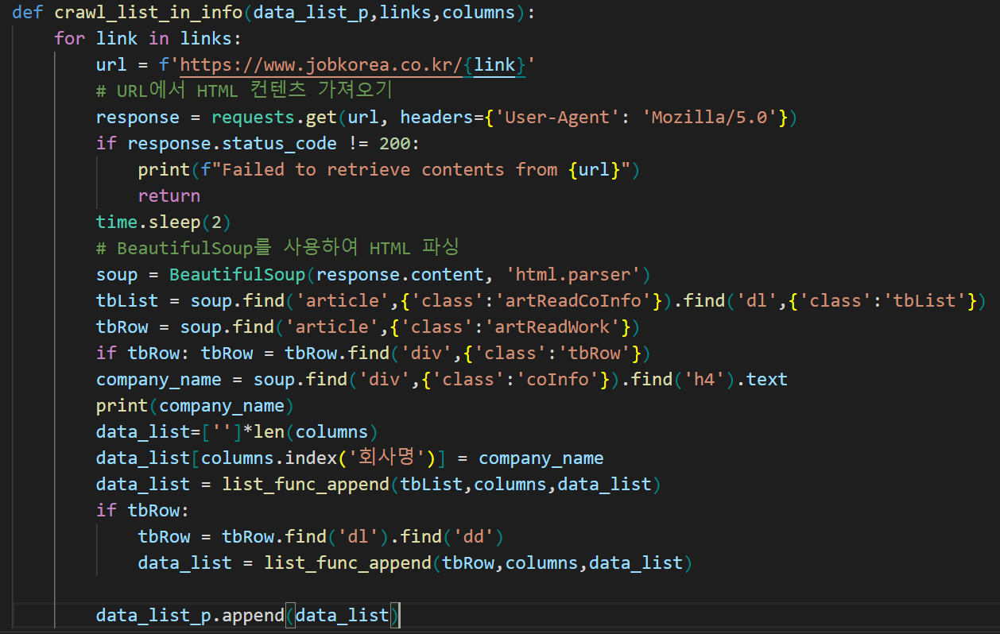 def crawl_list_in_info(data_list_p,links,columns):
    for link in links:
        url = f'https://www.jobkorea.co.kr/{link}'
        # URL에서 HTML 컨텐츠 가져오기
        response = requests.get(url, headers={'User-Agent': 'Mozilla/5.0'})
        if response.status_code != 200:
            print(f"Failed to retrieve contents from {url}")
            return
        time.sleep(2)
        # BeautifulSoup를 사용하여 HTML 파싱
        soup = BeautifulSoup(response.content, 'html.parser')
        tbList = soup.find('article',{'class':'artReadCoInfo'}).find('dl',{'class':'tbList'})
        tbRow = soup.find('article',{'class':'artReadWork'})
        if tbRow: tbRow = tbRow.find('div',{'class':'tbRow'})
        company_name = soup.find('div',{'class':'coInfo'}).find('h4').text
        print(company_name)
        data_list=['']*len(columns)
        data_list[columns.index('회사명')] = company_name
        data_list = list_func_append(tbList,columns,data_list)
        if tbRow:
            tbRow = tbRow.find('dl').find('dd')
            data_list = list_func_append(tbRow,columns,data_list)
        data_list_p.append(data_list)